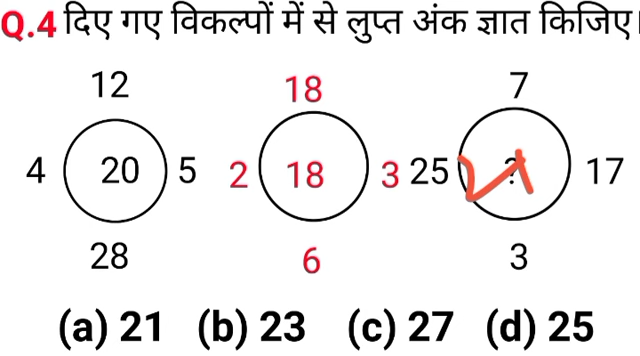 Q.4 दिए गए विकल्पों में से लुप्त अंक ज्ञात किजिए।
12 18 7
4 20 5 2 18 3 25 ? 17
28 6 3
(a) 21 (b) 23 (c) 27 (d) 25